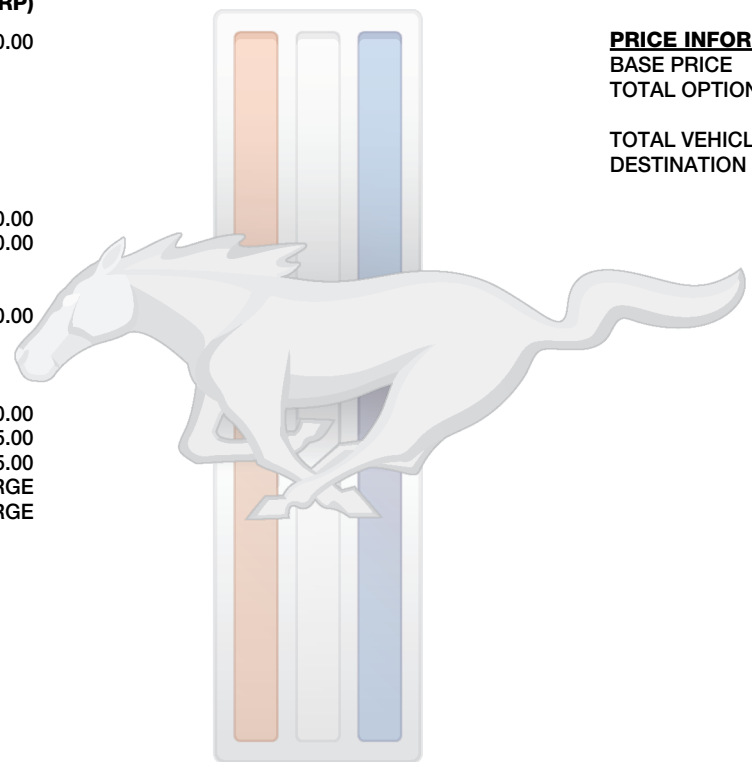 RP)
0.00
0.00
0.00
0.00
0.00
5.00
5.00
RGE
RGE
PRICE INFOR
BASE PRICE
TOTAL OPTION
TOTAL VEHICL
DESTINATION